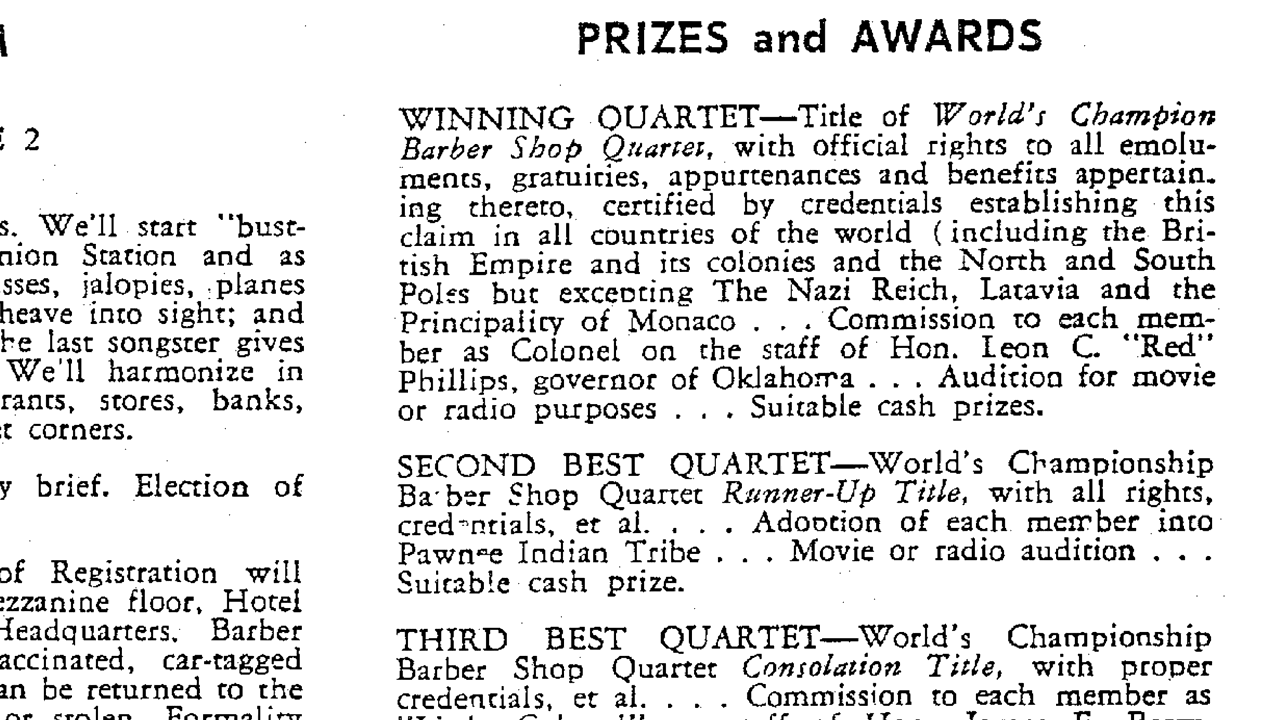 E 2
s. We'll start "bust-
nion Station and as
sses, jalopies, planes
heave into sight; and
he last songster gives
We'll harmonize in
rants, stores, banks,
t corners.
y brief. Election of
of Registration will
ezzanine floor, Hotel
Headquarters. Barber
accinated, car-tagged
an be returned to the
or stolen. Formality
PRIZES and AWARDS
WINNING QUARTET—Title of World's Champion
Barber Shop Quartet, with official rights to all emolu-
ments, gratuities, appurtenances and benefits appertain.
ing thereto, certified by credentials establishing this
claim in all countries of the world (including the Bri-
tish Empire and its colonies and the North and South
Poles but excepting The Nazi Reich, Latavia and the
Principality of Monaco . . . Commission to each mem-
ber as Colonel on the staff of Hon. Leon C. "Red"
Phillips, governor of Oklahoma . . . Audition for movie
or radio purposes . . . Suitable cash prizes.
SECOND BEST QUARTET—World's Championship
Barber Shop Quartet Runner-Up Title, with all rights,
credentials, et al. . . . Adoption of each member into
Pawnee Indian Tribe . . . Movie or radio audition . . .
Suitable cash prize.
THIRD BEST QUARTET—World's Championship
Barber Shop Quartet Consolation Title, with proper
credentials, et al. . . . Commission to each member as